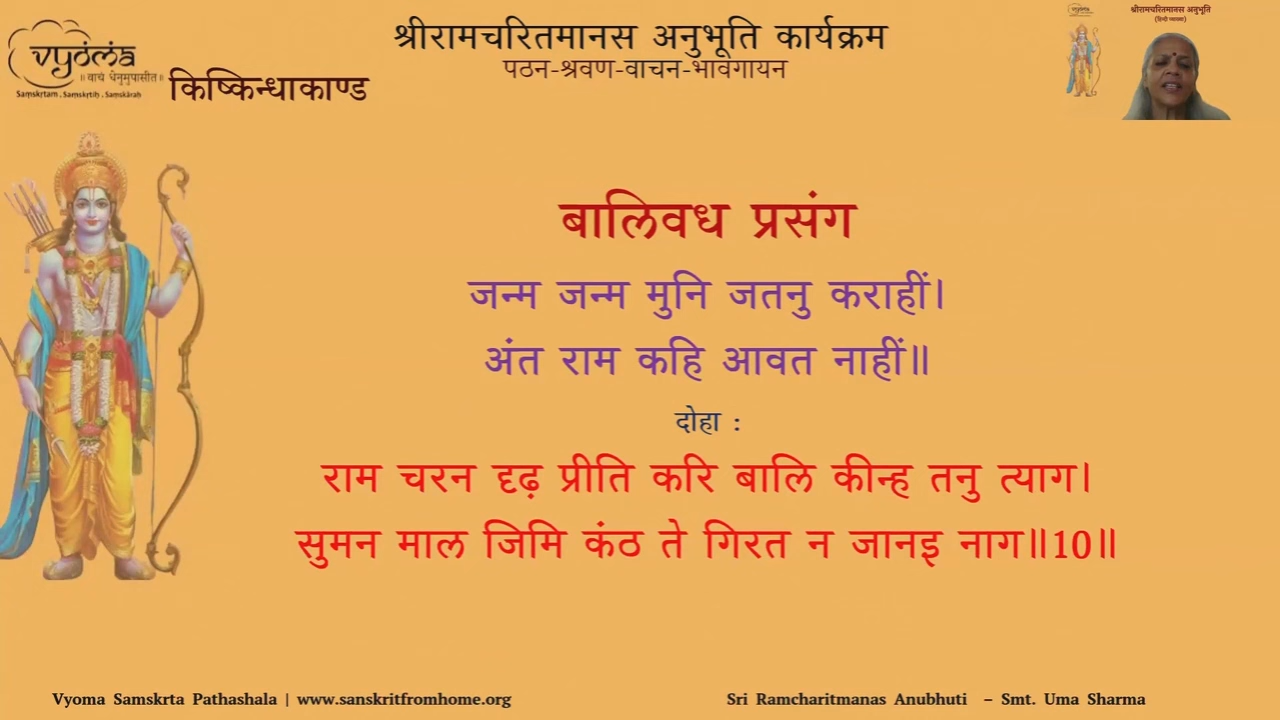 श्रीरामचरितमानस अनुभूति कार्यक्रम
पठन-श्रवण-वाचन-भावगायन
vyoma
॥ वाचं धेनुमुपासीत ॥
Samskrtam . Samskrtih . Samskārah
किष्किन्धाकाण्ड
vyoma
श्रीरामचरितमानस अनुभूति
(हिन्दी व्याख्या)
बालिवध प्रसंग
जन्म जन्म मुनि जतनु कराहीं।
अंत राम कहि आवत नाहीं॥
दोहा :
राम चरन दृढ़ प्रीति करि बालि कीन्ह तनु त्याग।
सुमन माल जिमि कंठ ते गिरत न जानइ नाग॥10॥
Vyoma Samskrta Pathashala | www.sanskritfromhome.org
Sri Ramcharitmanas Anubhuti – Smt. Uma Sharma